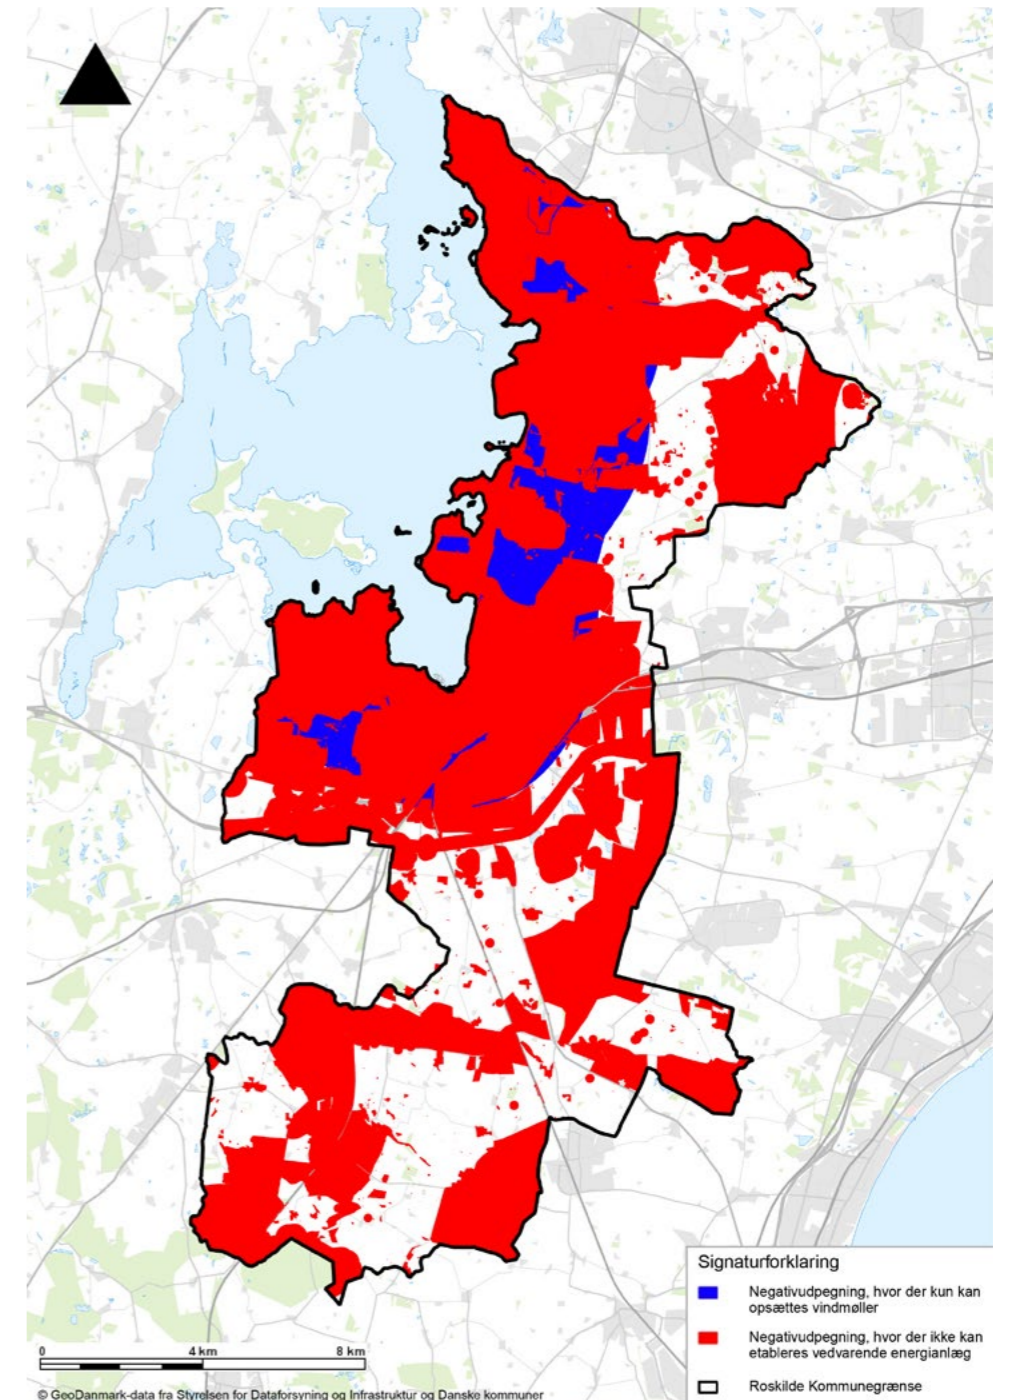 Signaturforklaring
Negativudpegning, hvor der kun kan
opsættes vindmøller
Negativudpegning, hvor der ikke kan
etableres vedvarende energianlæg
Roskilde Kommunegrænse
0 4 km 8 km
© GeoDanmark-data fra Styrelsen for Dataforsyning og Infrastruktur og Danske kommuner